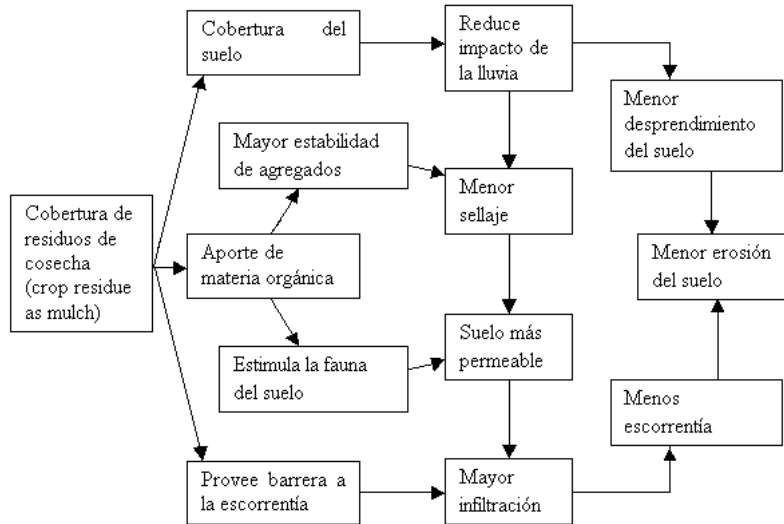 Cobertura del
suelo
Reduce
impacto de
la lluvia
Menor
desprendimiento
del suelo
Mayor estabilidad
de agregados
Menor
sellaje
Cobertura de
residuos de
cosecha
(crop residue
as mulch)
Aporte de
materia orgánica
Menor erosión
del suelo
Estimula la fauna
del suelo
Suelo más
permeable
Menos
escorrentía
Provee barrera a
la escorrentía
Mayor
infiltración